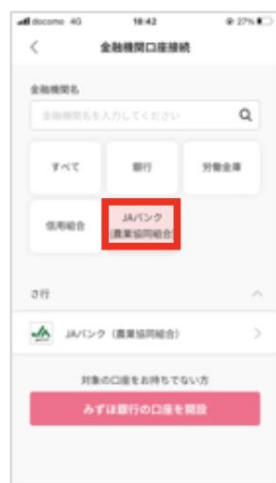 docomo 4G 18:42 27%
金融機関口座接続
金融機関名
金融機関名を入力してください
すべて
銀行
労働金庫
信用組合
JAバンク
(農業協同組合)
さ行
JAバンク（農業協同組合）
対象の口座をお持ちでない方
みずほ銀行の口座を開設